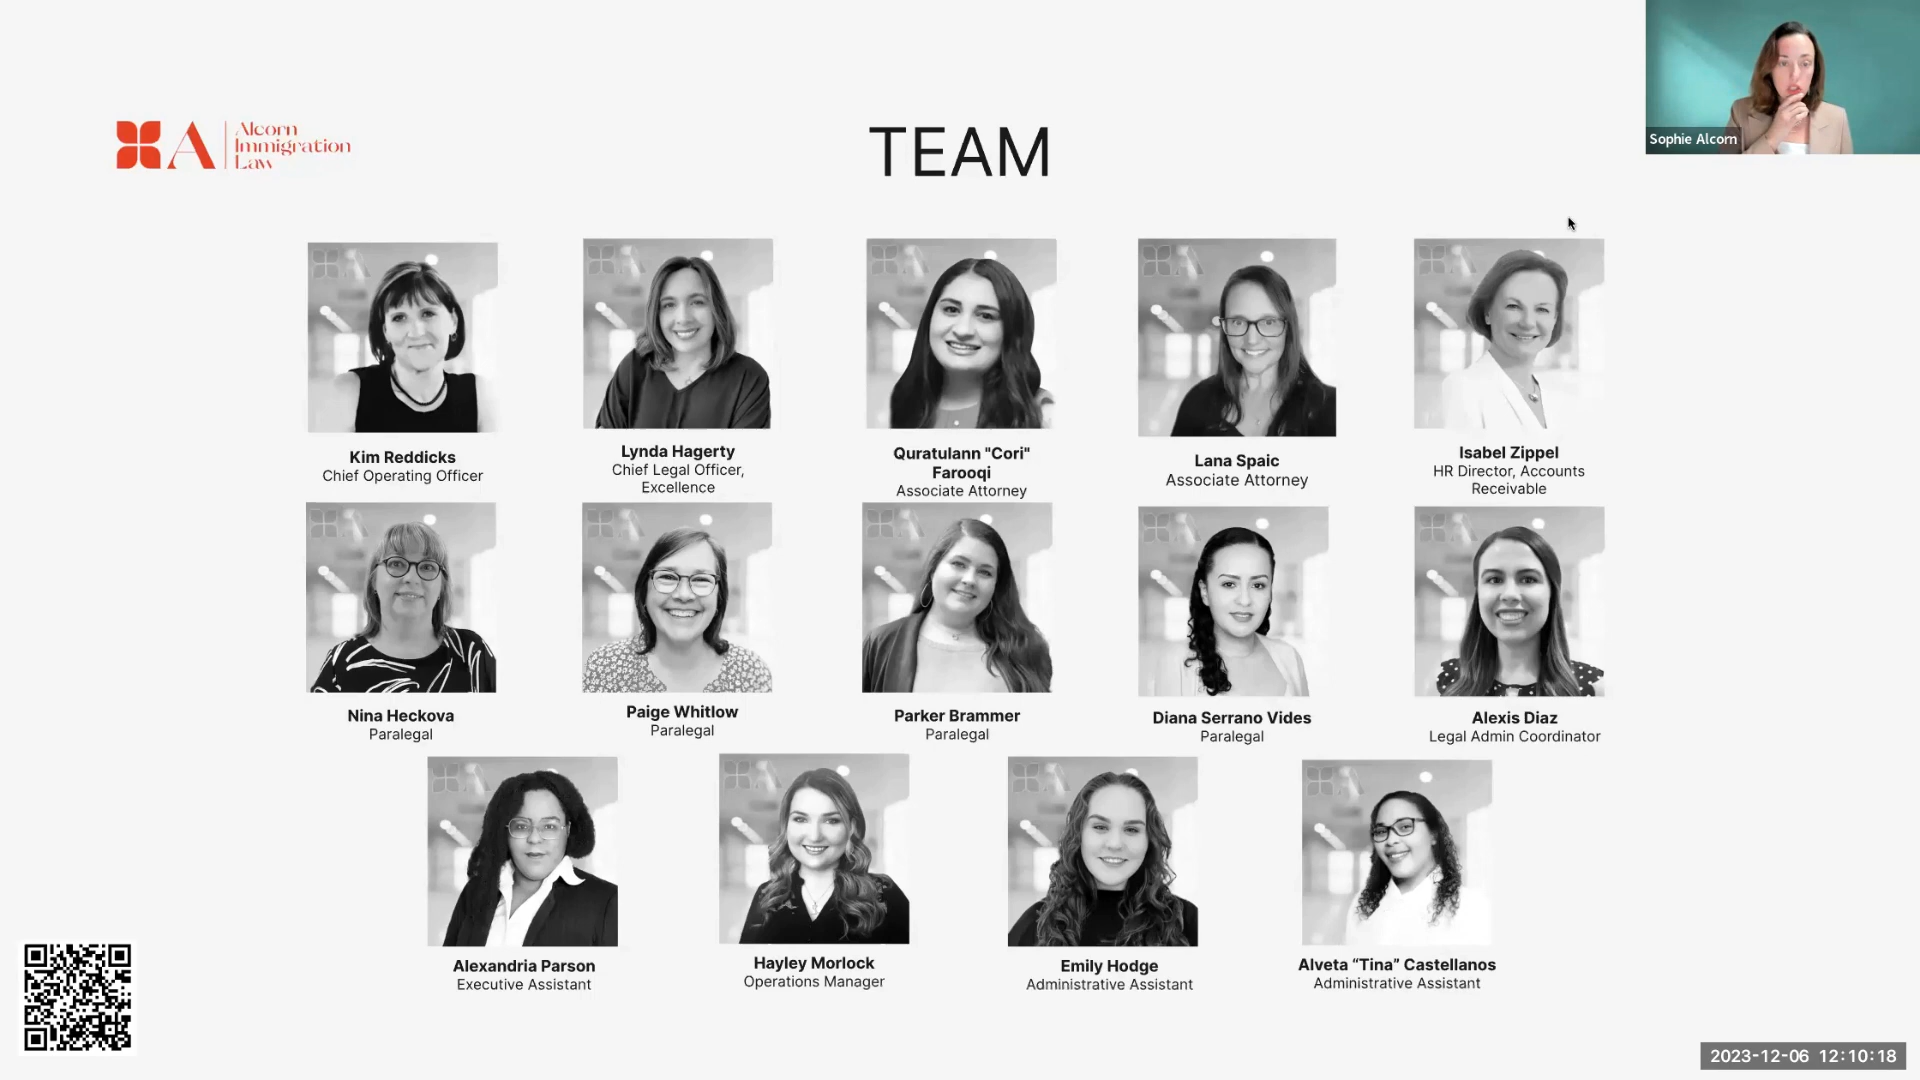 Alcorn
Immigration
Law
TEAM
Sophie Alcorn
Kim Reddicks
Chief Operating Officer
Lynda Hagerty
Chief Legal Officer,
Excellence
Quratulann "Cori"
Farooqi
Associate Attorney
Lana Spaic
Associate Attorney
Isabel Zippel
HR Director, Accounts
Receivable
Nina Heckova
Paralegal
Paige Whitlow
Paralegal
Parker Brammer
Paralegal
Diana Serrano Vides
Paralegal
Alexis Diaz
Legal Admin Coordinator
Alexandria Parson
Executive Assistant
Hayley Morlock
Operations Manager
Emily Hodge
Administrative Assistant
Alveta “Tina” Castellanos
Administrative Assistant
2023-12-06 12:10:18